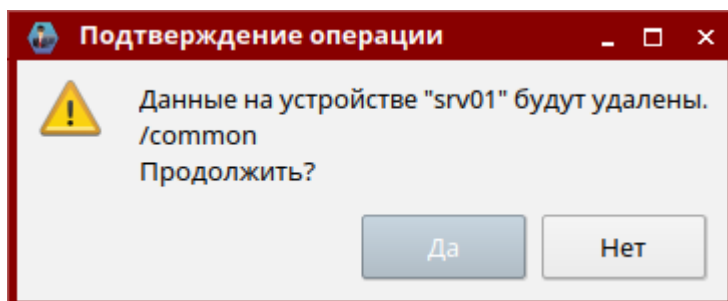 Подтверждение операции
Данные на устройстве "srv01" будут удалены.
/common
Продолжить?
Да
Нет